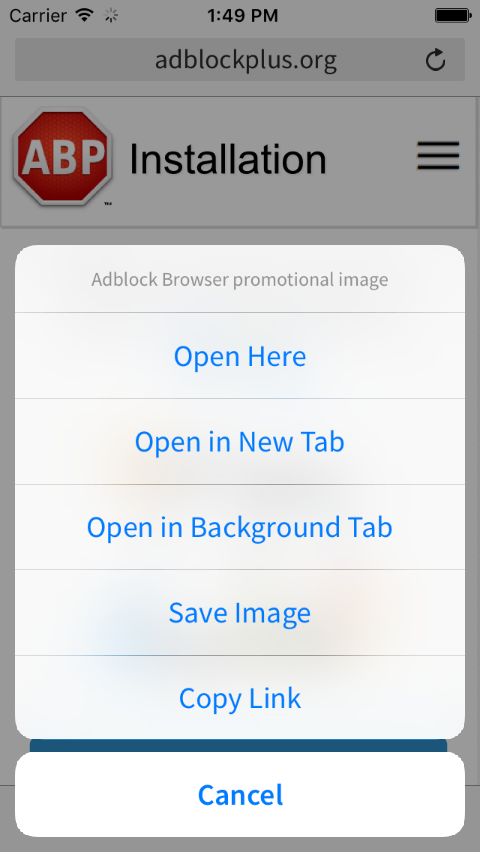 Carrier 1:49 PM
adblockplus.org
ABP ™ Installation
Adblock Browser promotional image
Open Here
Open in New Tab
Open in Background Tab
Save Image
Copy Link
Cancel